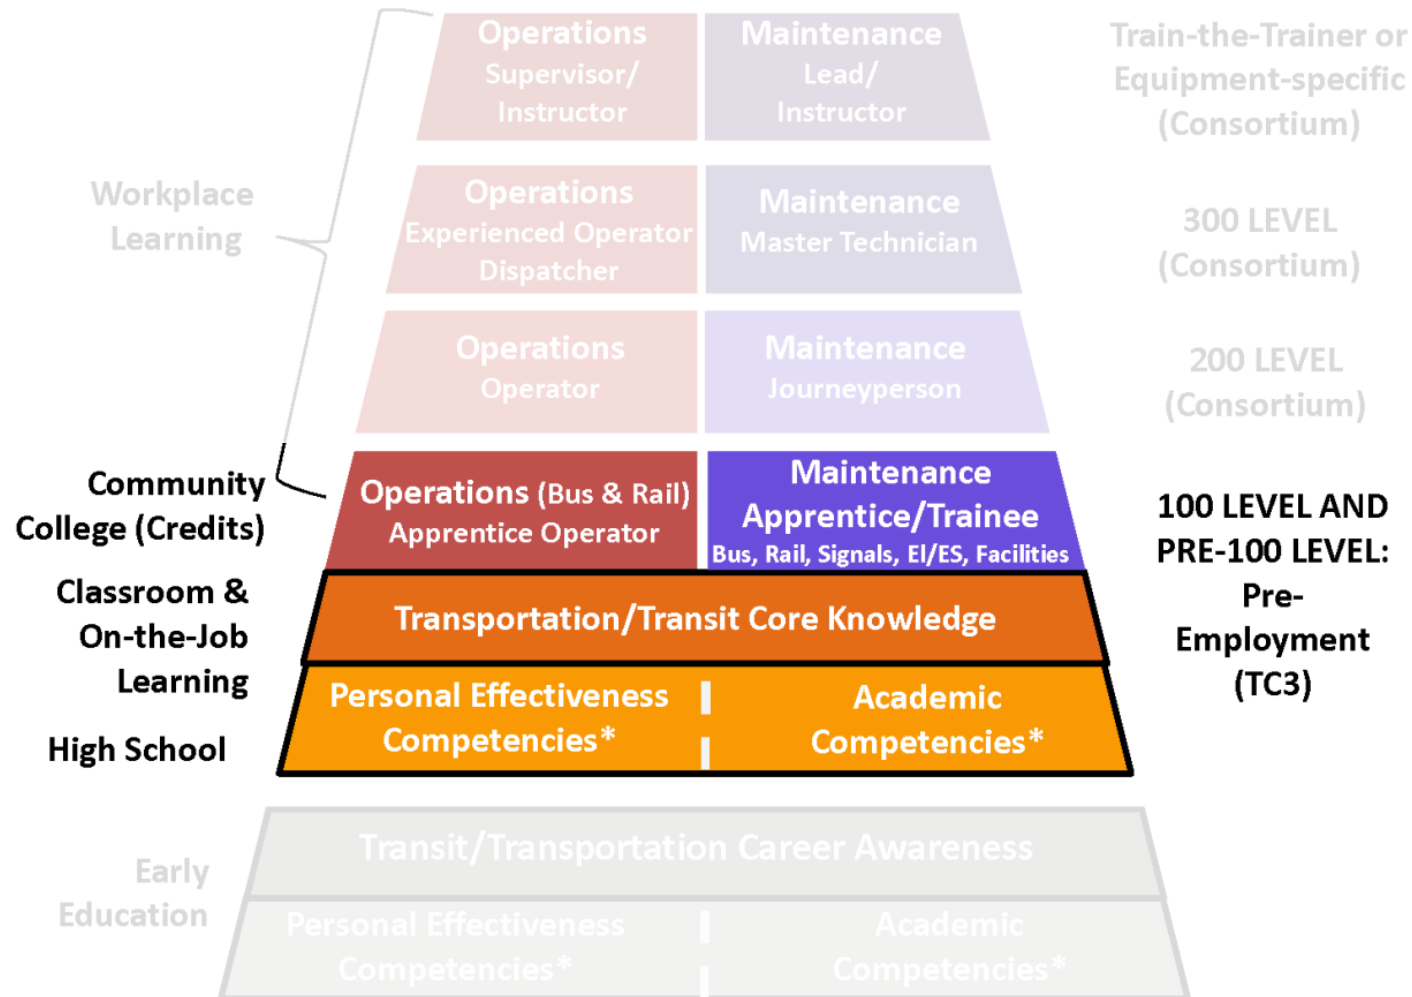 Operations
Supervisor/
Instructor
Maintenance
Lead/
Instructor
Train-the-Trainer or
Equipment-specific
(Consortium)
Workplace
Learning
Operations
Experienced Operator
Dispatcher
Maintenance
Master Technician
300 LEVEL
(Consortium)
Operations
Operator
Maintenance
Journeyperson
200 LEVEL
(Consortium)
Community
College (Credits)
Operations (Bus & Rail)
Apprentice Operator
Maintenance
Apprentice/Trainee
Bus, Rail, Signals, El/ES, Facilities
100 LEVEL AND
PRE-100 LEVEL:
Pre-
Employment
(TC3)
Classroom &
On-the-Job
Learning
Transportation/Transit Core Knowledge
High School
Personal Effectiveness
Competencies*
Academic
Competencies*
Early
Education
Transit/Transportation Career Awareness
Personal Effectiveness
Competencies*
Academic
Competencies*